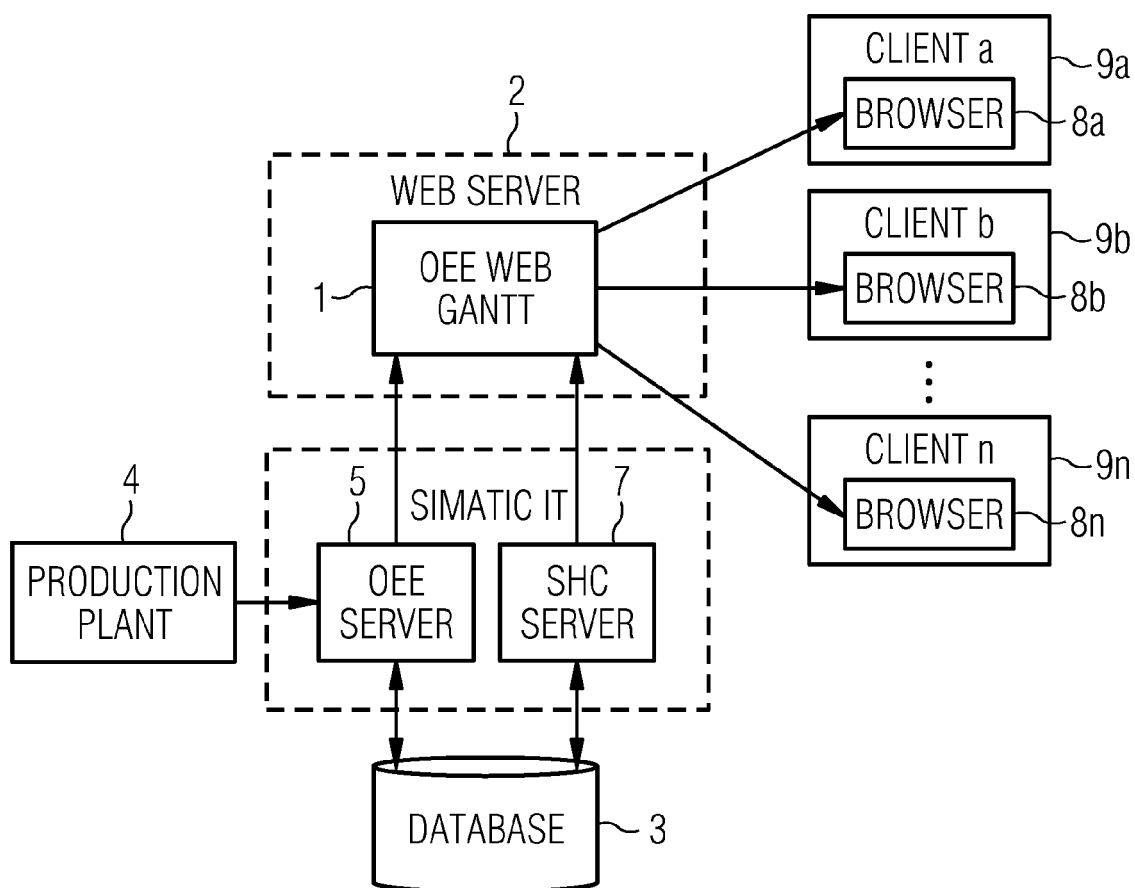 CLIENT a
9a
BROWSER
8a
2
WEB SERVER
OEE WEB
GANTT
1
CLIENT b
9b
BROWSER
8b
CLIENT n
9n
BROWSER
8n
4
PRODUCTION
PLANT
5
SIMATIC IT
7
OEE
SERVER
SHC
SERVER
DATABASE
3